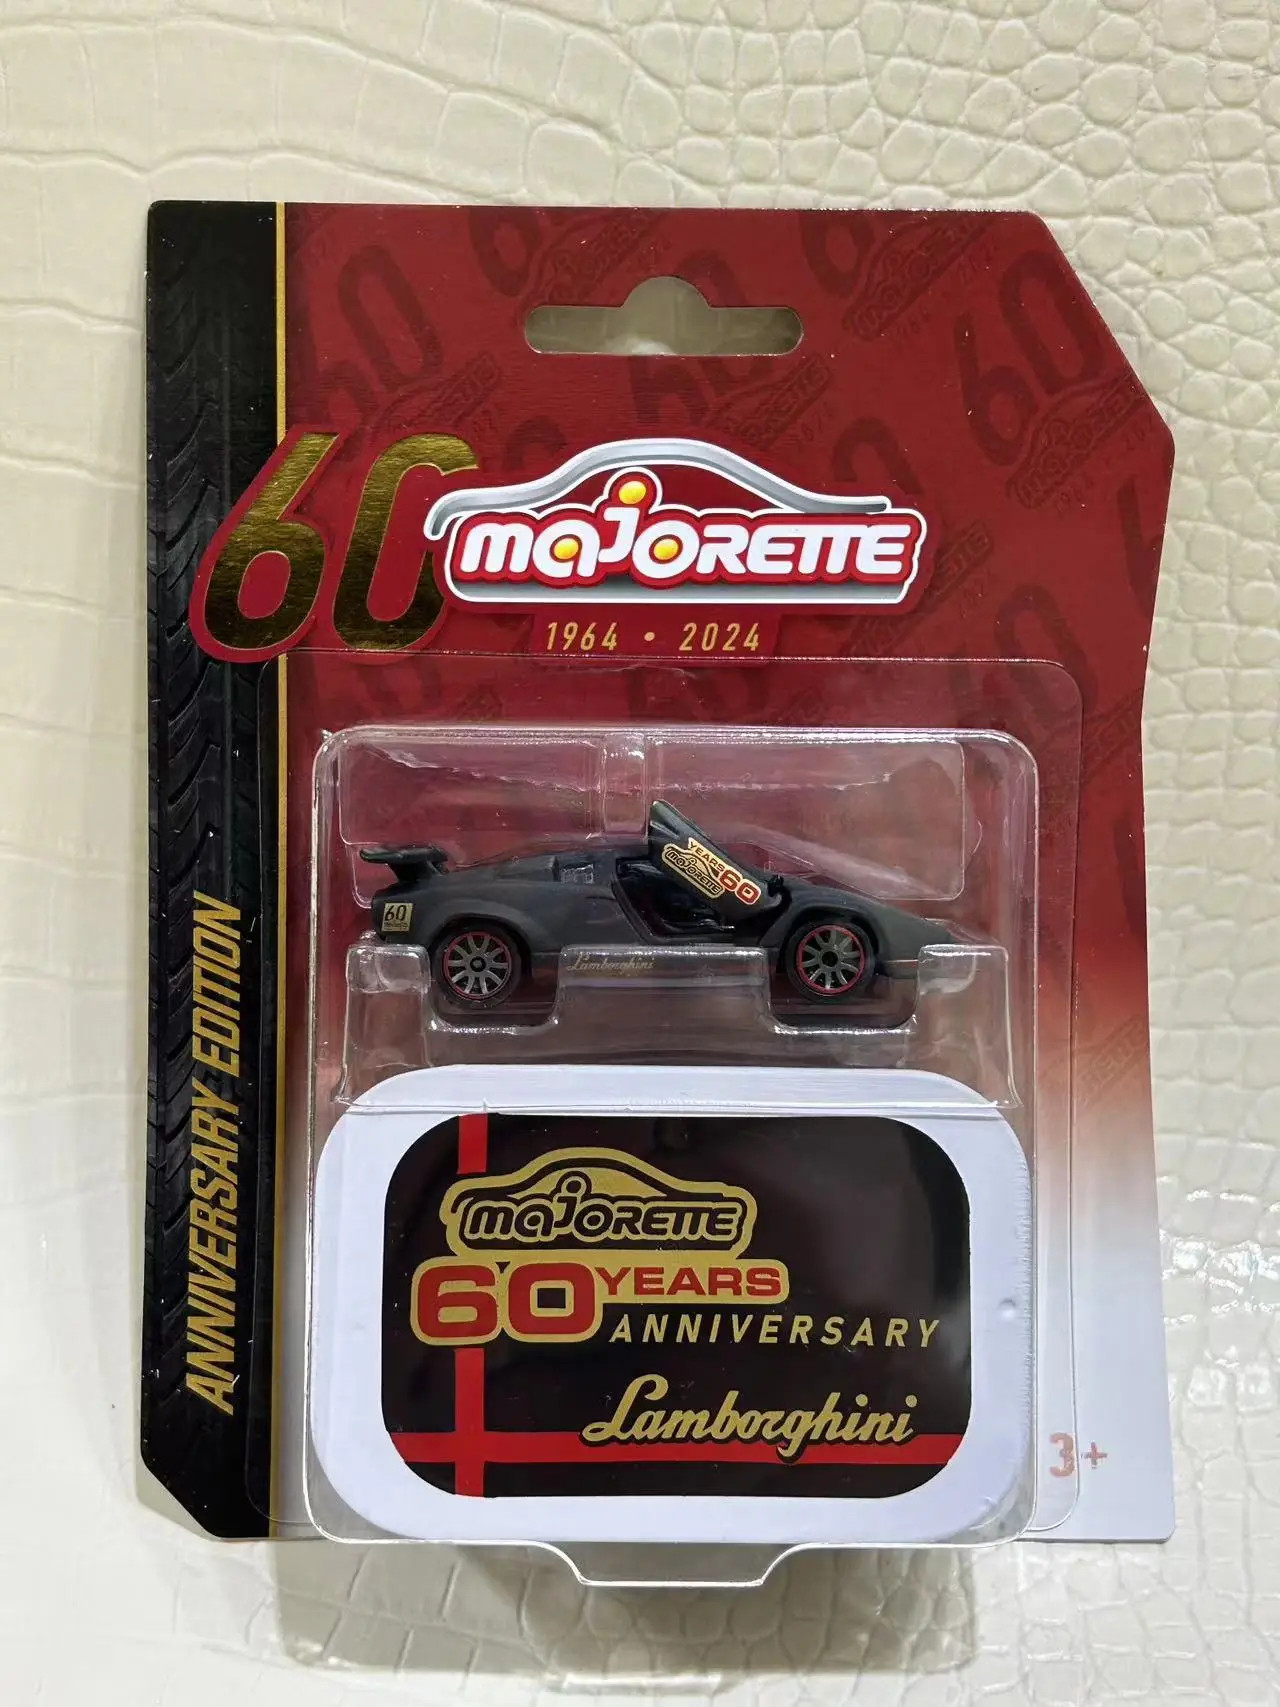 60 MAJORETTE
1964 • 2024
YEARS
MAJORETTE 60
60
Lamborghini
ANNIVERSARY EDITION
MAJORETTE
60 YEARS
ANNIVERSARY
Lamborghini
3+